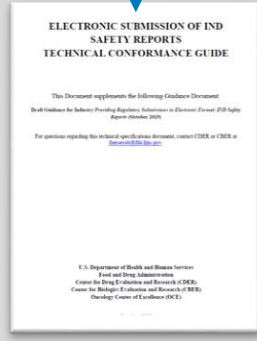 ELECTRONIC SUBMISSION OF IND
SAFETY REPORTS
TECHNICAL CONFORMANCE GUIDE
This Document supplements the following Guidance Document:
Draft Guidance for Industry Providing Regulatory Submissions in Electronic Format: IND Safety
Reports (October 2019)
For questions regarding this technical specifications document, contact CDER or CBER at
U.S. Department of Health and Human Services
Food and Drug Administration
Center for Drug Evaluation and Research (CDER)
Center for Biologics Evaluation and Research (CBER)
Oncology Center of Excellence (OCE)